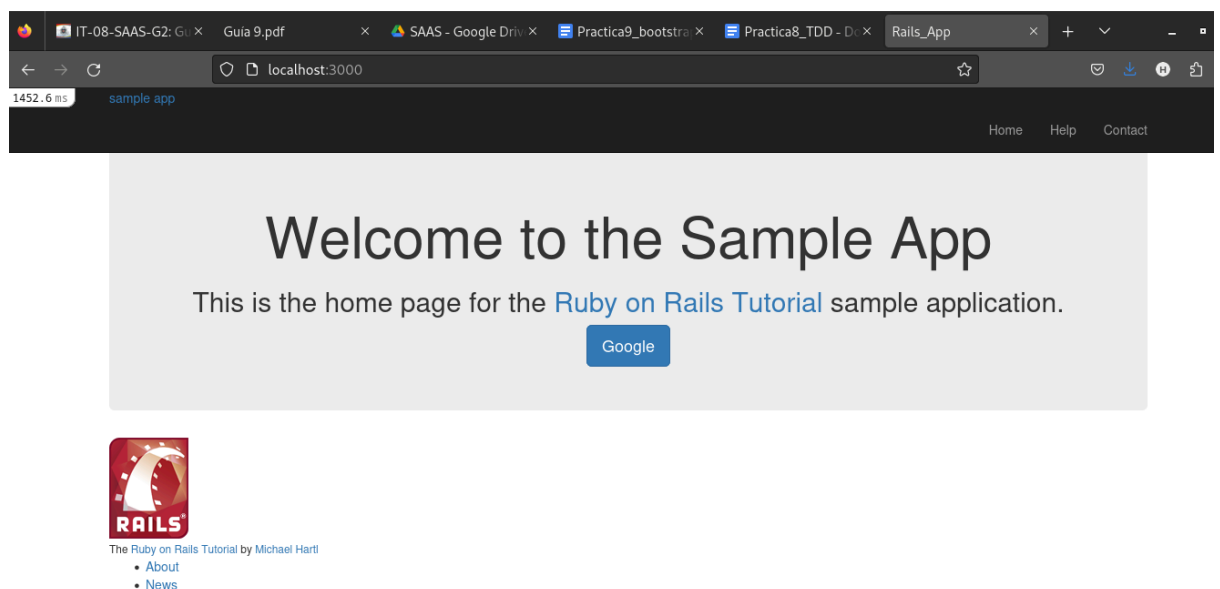 IT-08-SAAS-G2: Gu
Guía 9.pdf
SAAS - Google Driv
Practica9_bootstra
Practica8_TDD - Do
Rails_App
localhost:3000
1452.6 ms
sample app
Home Help Contact
Welcome to the Sample App
This is the home page for the Ruby on Rails Tutorial sample application.
Google
RAILS
The Ruby on Rails Tutorial by Michael Hartl
• About
• News